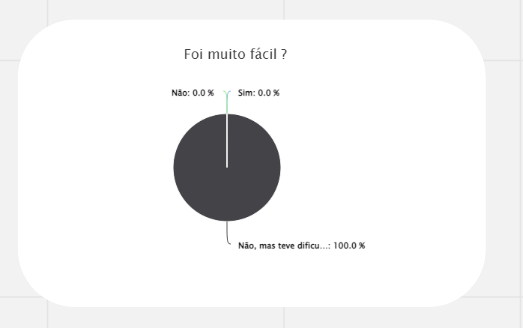 Foi muito fácil ?
Não: 0.0 %
Sim: 0.0 %
Não, mas teve dificu...: 100.0 %